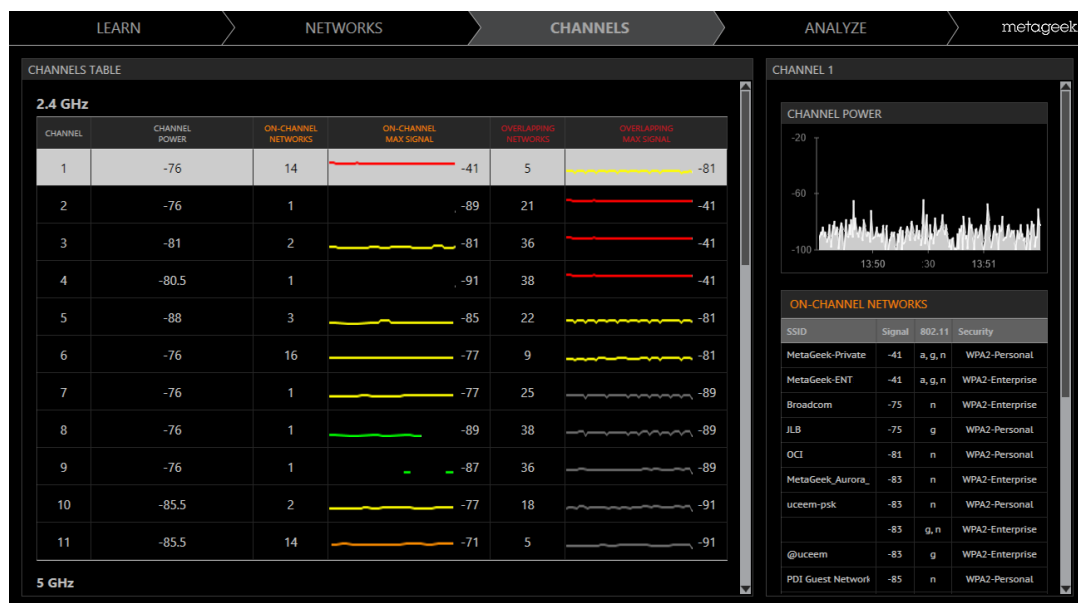 LEARN NETWORKS CHANNELS ANALYZE metageek
CHANNELS TABLE
2.4 GHz
CHANNEL CHANNEL POWER ON-CHANNEL NETWORKS ON-CHANNEL MAX SIGNAL OVERLAPPING NETWORKS OVERLAPPING MAX SIGNAL
1 -76 14 -41 5 -81
2 -76 1 -89 21 -41
3 -81 2 -81 36 -41
4 -80.5 1 -91 38 -41
5 -88 3 -85 22 -81
6 -76 16 -77 9 -81
7 -76 1 -77 25 -89
8 -76 1 -89 38 -89
9 -76 1 -87 36 -89
10 -85.5 2 -77 18 -91
11 -85.5 14 -71 5 -91
5 GHz
CHANNEL 1
CHANNEL POWER
-20
-60
-100
13:50 :30 13:51
ON-CHANNEL NETWORKS
SSID Signal 802.11 Security
MetaGeek-Private -41 a, g, n WPA2-Personal
MetaGeek-ENT -41 a, g, n WPA2-Enterprise
Broadcom -75 n WPA2-Enterprise
JLB -75 g WPA2-Personal
OCI -81 n WPA2-Personal
MetaGeek_Aurora_ -83 n WPA2-Enterprise
uceem-psk -83 n WPA2-Personal
-83 g, n WPA2-Enterprise
@uceem -83 g WPA2-Enterprise
PDI Guest Network -85 n WPA2-Personal